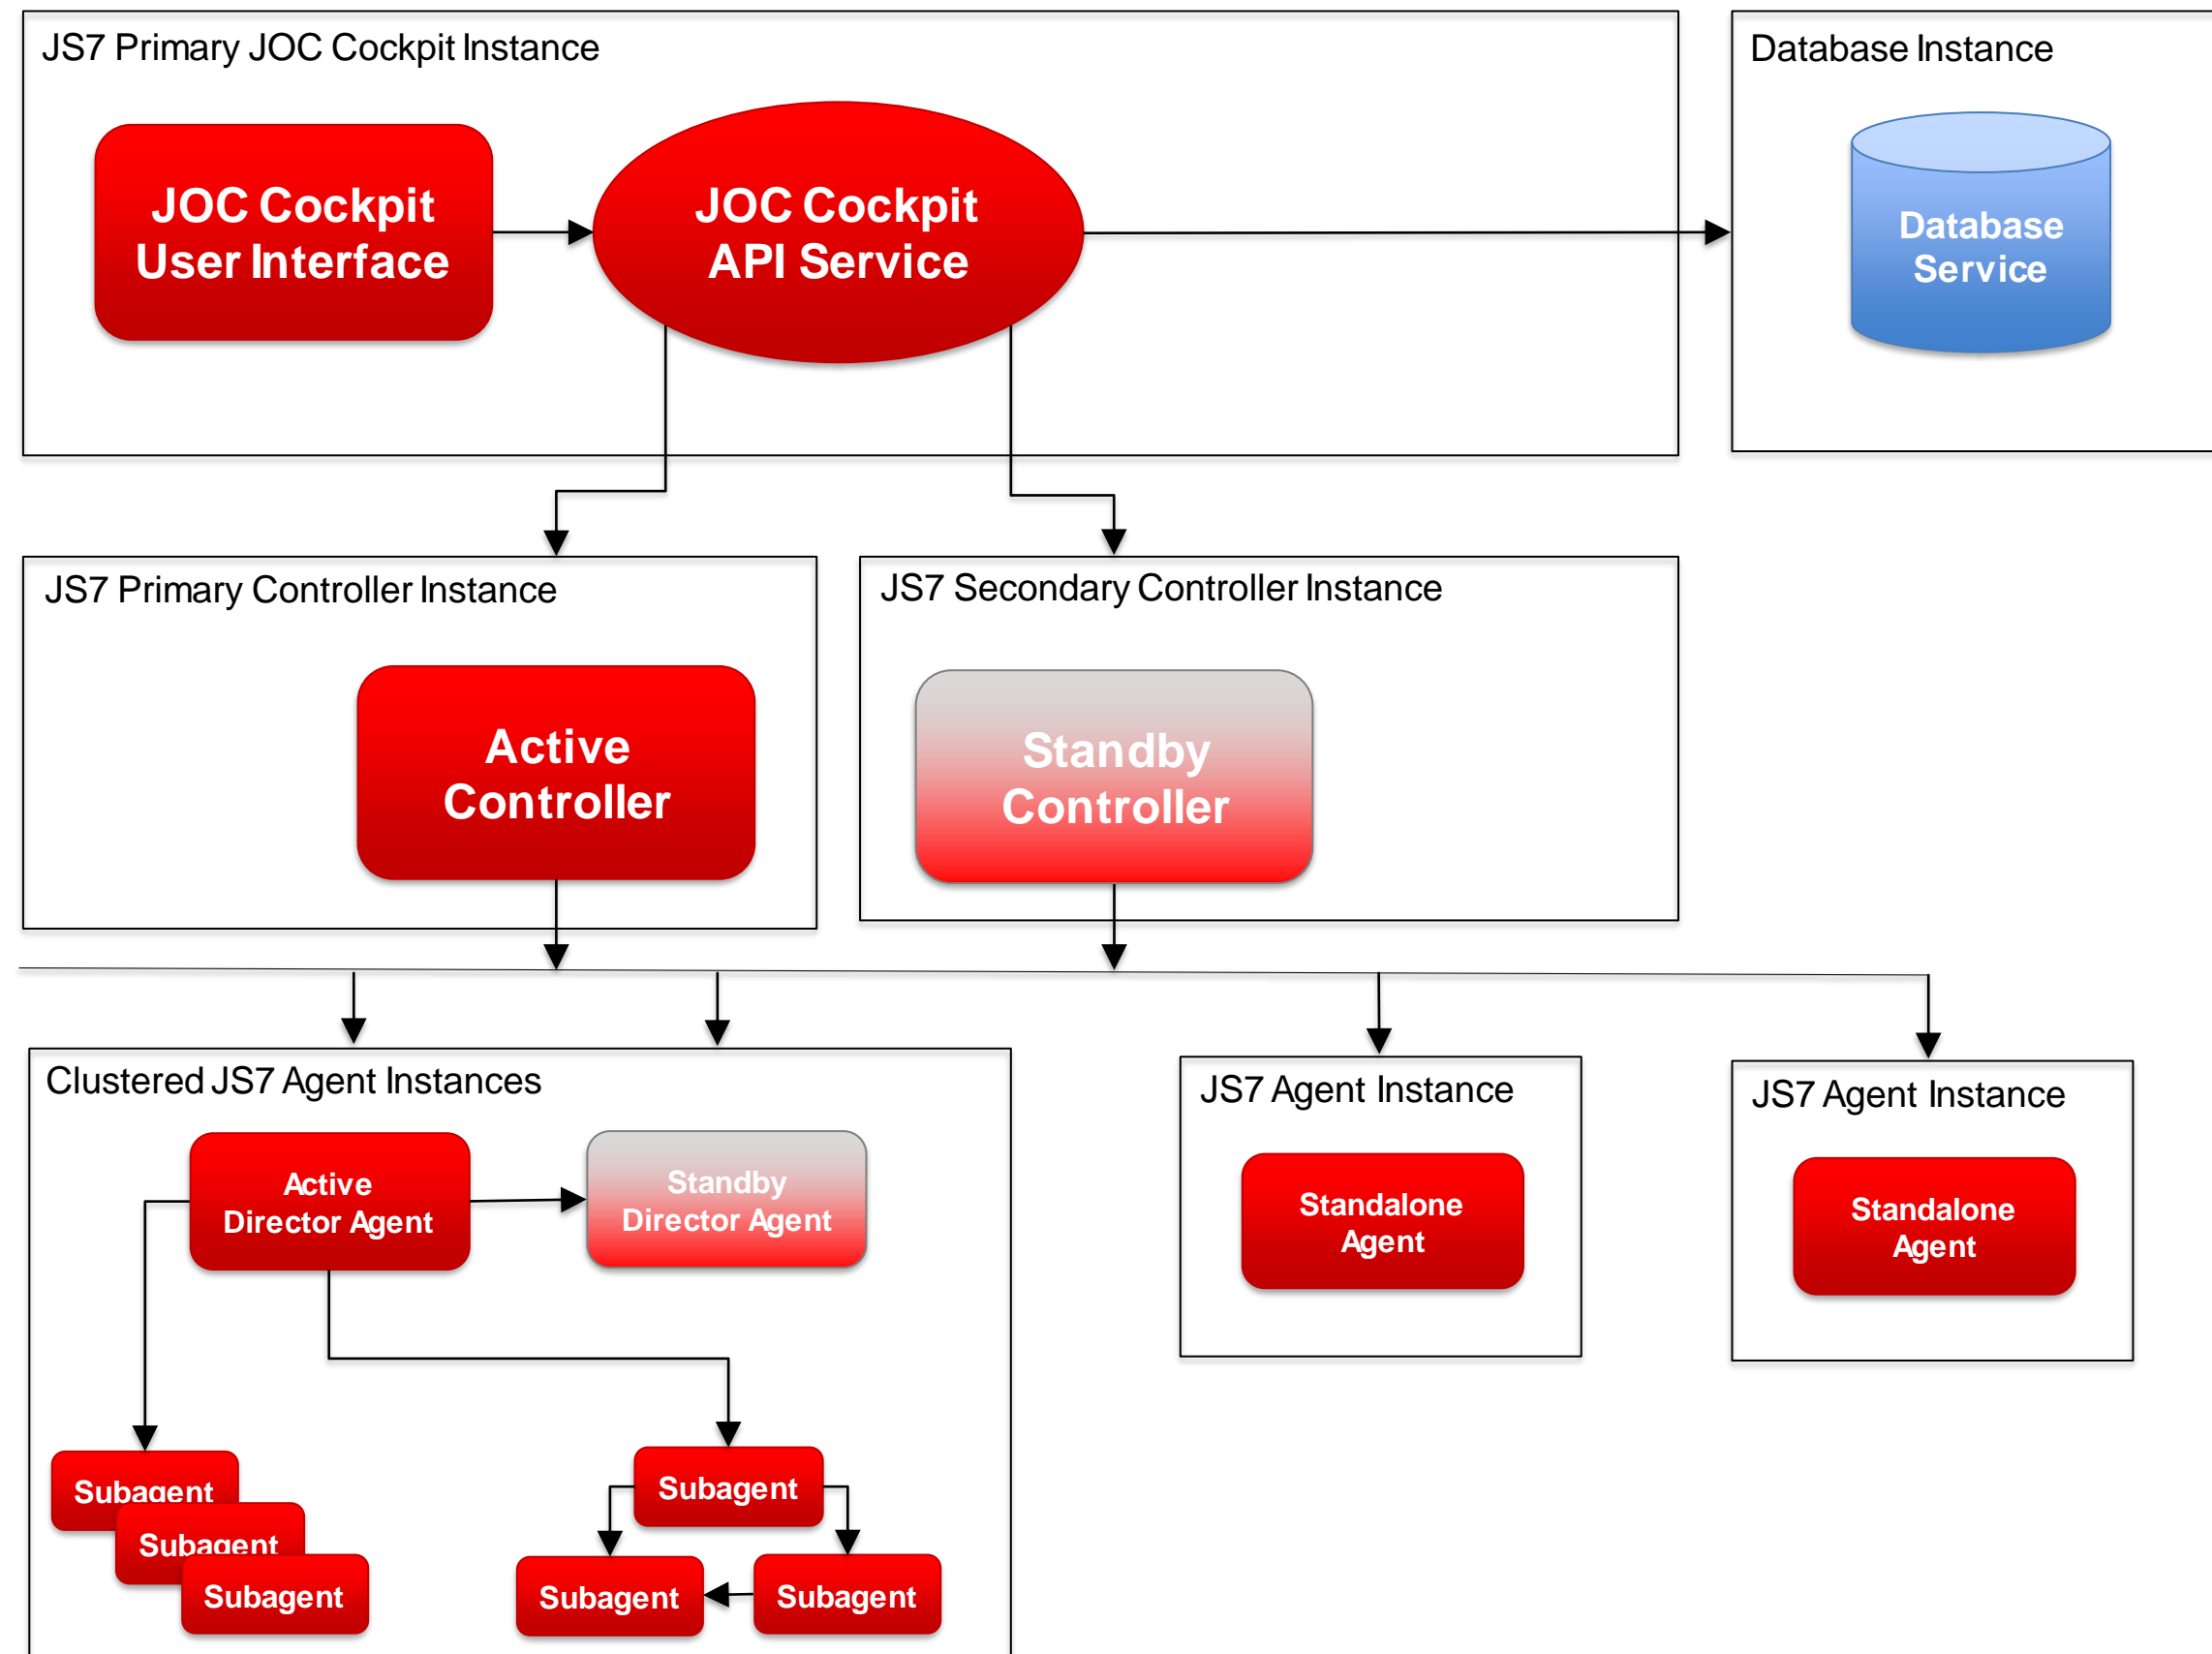 JS7 Primary JOC Cockpit Instance
Database Instance
JOC Cockpit
User Interface
JOC Cockpit
API Service
Database
Service
JS7 Primary Controller Instance
JS7 Secondary Controller Instance
Active
Controller
Standby
Controller
Clustered JS7 Agent Instances
JS7 Agent Instance
JS7 Agent Instance
Active
Director Agent
Standby
Director Agent
Standalone
Agent
Standalone
Agent
Subagent
Subagent
Subagent
Subagent
Subagent
Subagent